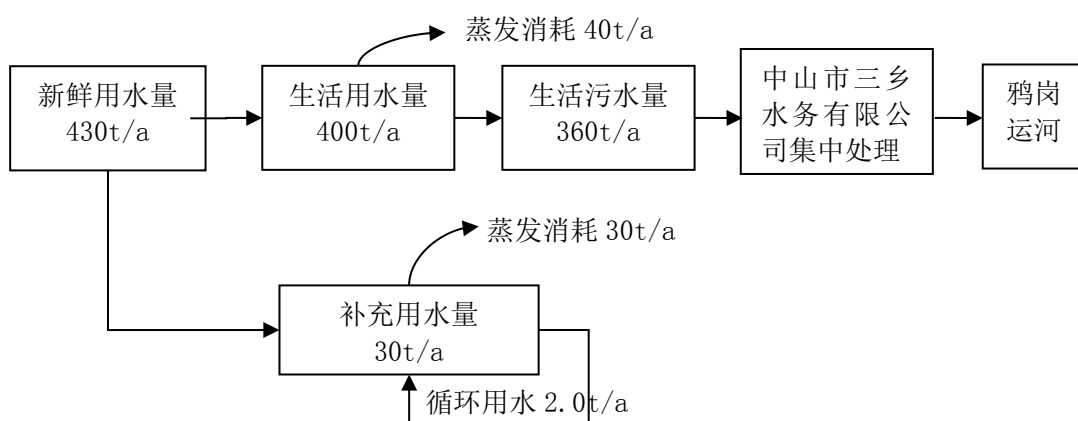 蒸发消耗 40t/a
新鲜用水量
430t/a
生活用水量
400t/a
生活污水量
360t/a
中山市三乡
水务有限公
司集中处理
鸦岗
运河
蒸发消耗 30t/a
补充用水量
30t/a
循环用水 2.0t/a